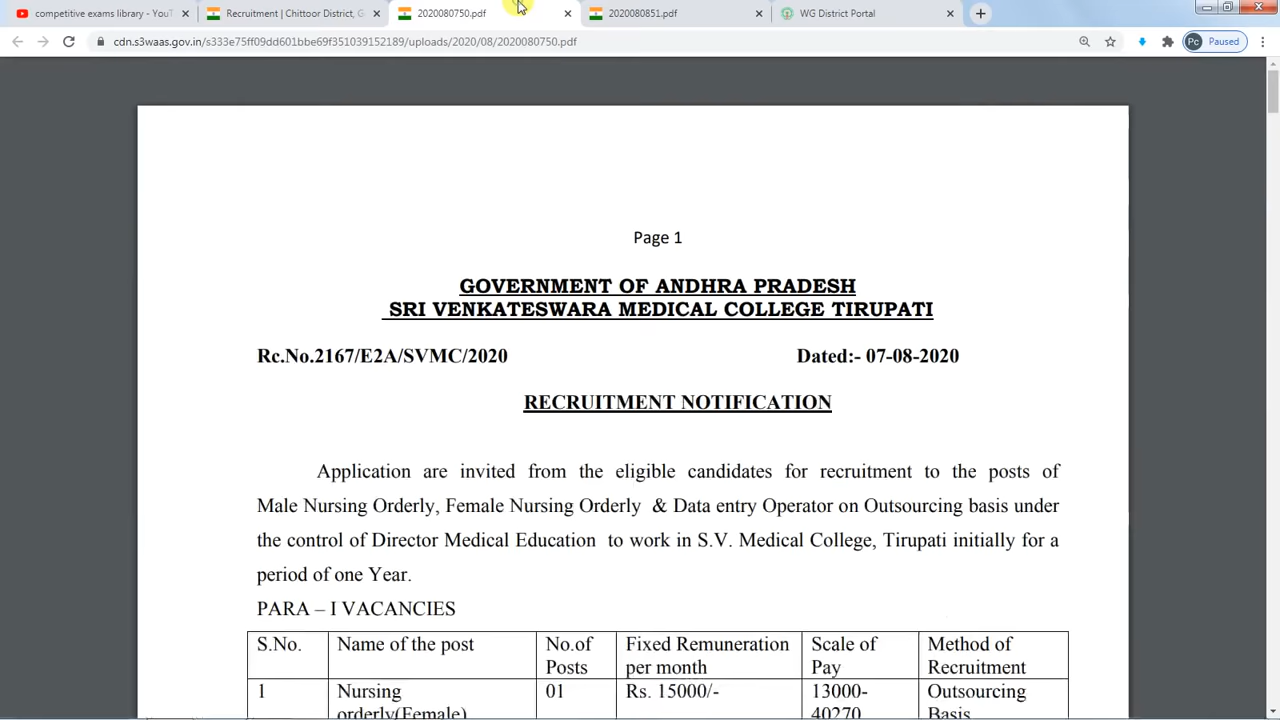 competitive exams library - YouT
Recruitment | Chittoor District, G
2020080750.pdf
2020080851.pdf
WG District Portal
cdn.s3waas.gov.in/s333e75ff09dd601bbe69f351039152189/uploads/2020/08/2020080750.pdf
Pc
Paused
Page 1
GOVERNMENT OF ANDHRA PRADESH
SRI VENKATESWARA MEDICAL COLLEGE TIRUPATI
Rc.No.2167/E2A/SVMC/2020 Dated:- 07-08-2020
RECRUITMENT NOTIFICATION
Application are invited from the eligible candidates for recruitment to the posts of
Male Nursing Orderly, Female Nursing Orderly & Data entry Operator on Outsourcing basis under
the control of Director Medical Education to work in S.V. Medical College, Tirupati initially for a
period of one Year.
PARA – I VACANCIES
S.No. Name of the post No.of Fixed Remuneration Scale of Method of
Posts per month Pay Recruitment
1 Nursing 01 Rs. 15000/- 13000- Outsourcing
orderly(Female) 40270 Basis